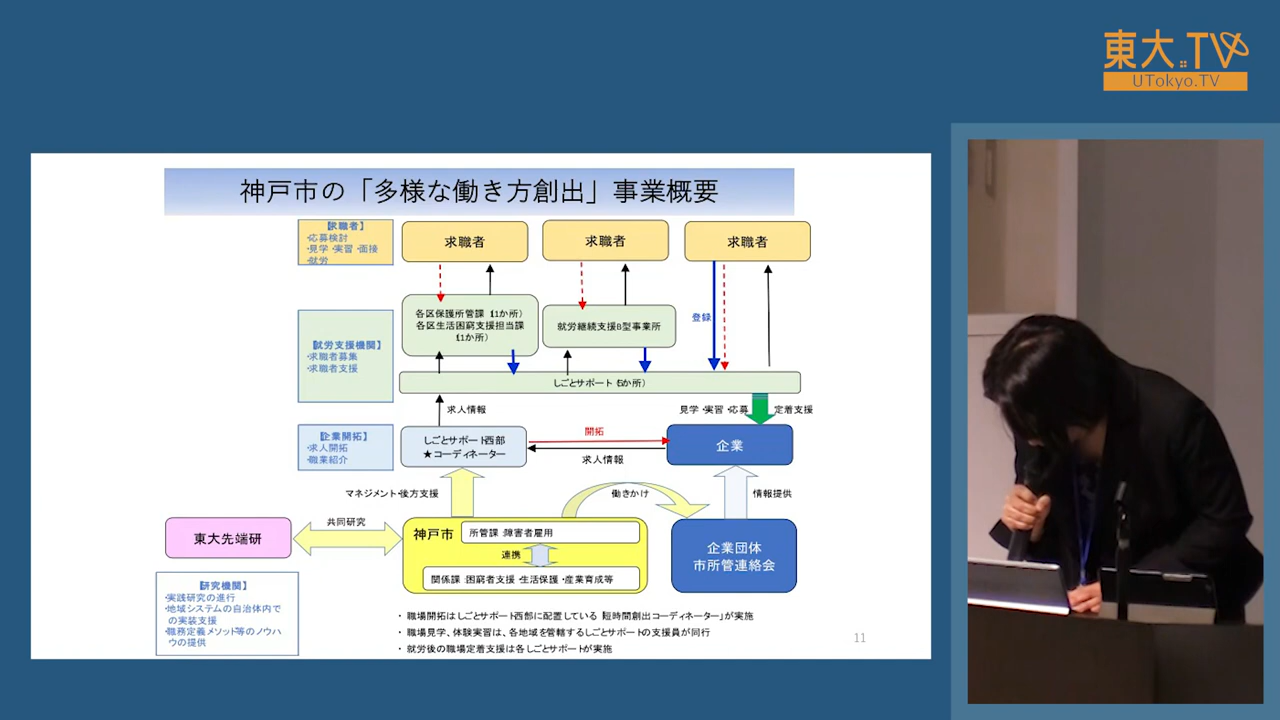 東大.TV
UTokyo.TV
神戸市の「多様な働き方創出」事業概要
【求職者】
・応募検討
・見学・実習・面接
・就労
求職者
求職者
求職者
各区保護所管課（11か所）
各区生活困窮支援担当課
（11か所）
就労継続支援B型事業所
登録
【就労支援機関】
・求職者募集
・求職者支援
しごとサポート（5か所）
求人情報
見学・実習・応募
定着支援
【企業開拓】
・求人開拓
・職業紹介
しごとサポート西部
★コーディネーター
開拓
求人情報
企業
マネジメント・後方支援
働きかけ
情報提供
東大先端研
共同研究
神戸市
所管課：障害者雇用
連携
関係課：困窮者支援・生活保護・産業育成等
企業団体
市所管連絡会
【研究機関】
・実践研究の進行
・地域システムの自治体内で
の実装支援
・職務定義メソッド等のノウハ
ウの提供
・ 職場開拓はしごとサポート西部に配置している「短時間創出コーディネーター」が実施
・ 職場見学、体験実習は、各地域を管轄するしごとサポートの支援員が同行
・ 就労後の職場定着支援は各しごとサポートが実施
11